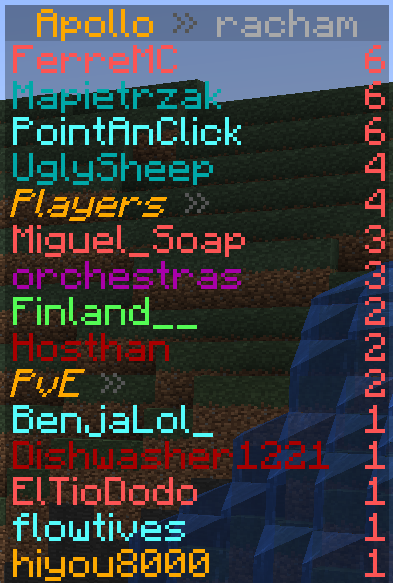 Apollo » racham
FerreMC 6
Mapietrzak 6
PointAnClick 6
UglySheep 4
Players » 4
Miguel_Soap 3
orchestras 3
Finland__ 2
Hosthan 2
PvE » 2
BenjaLol_ 1
Dishwasher1221 1
ElTioDodo 1
flowtives 1
hiyou8000 1